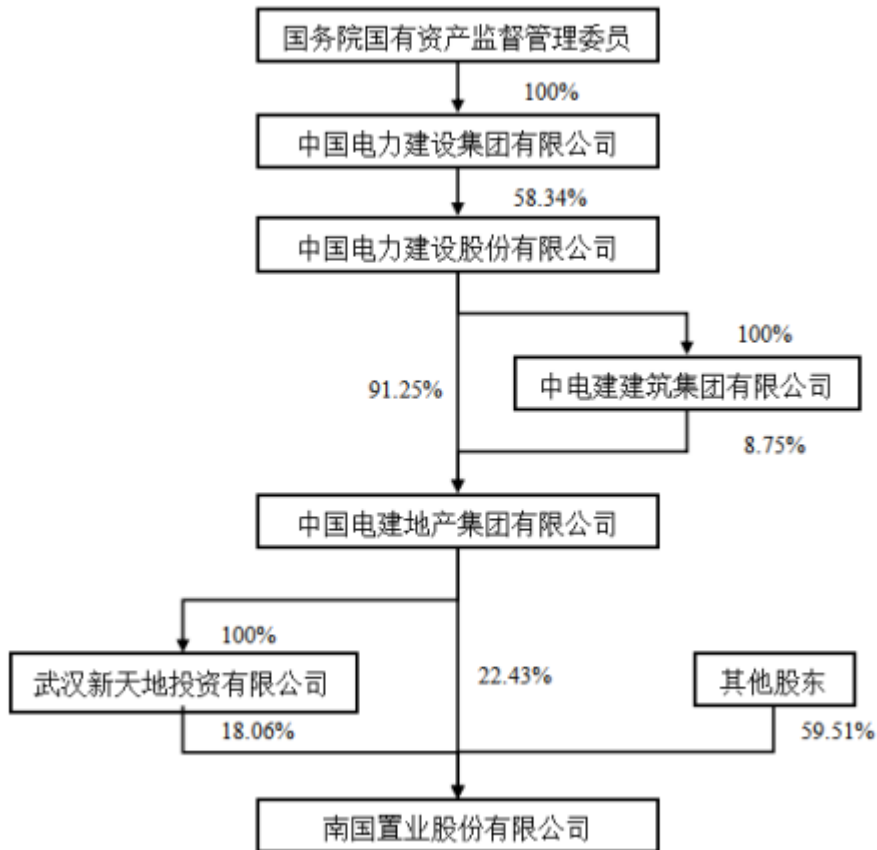 国务院国有资产监督管理委员
100%
中国电力建设集团有限公司
58.34%
中国电力建设股份有限公司
100%
91.25%
中电建建筑集团有限公司
8.75%
中国电建地产集团有限公司
100%
武汉新天地投资有限公司
22.43%
其他股东
18.06%
59.51%
南国置业股份有限公司